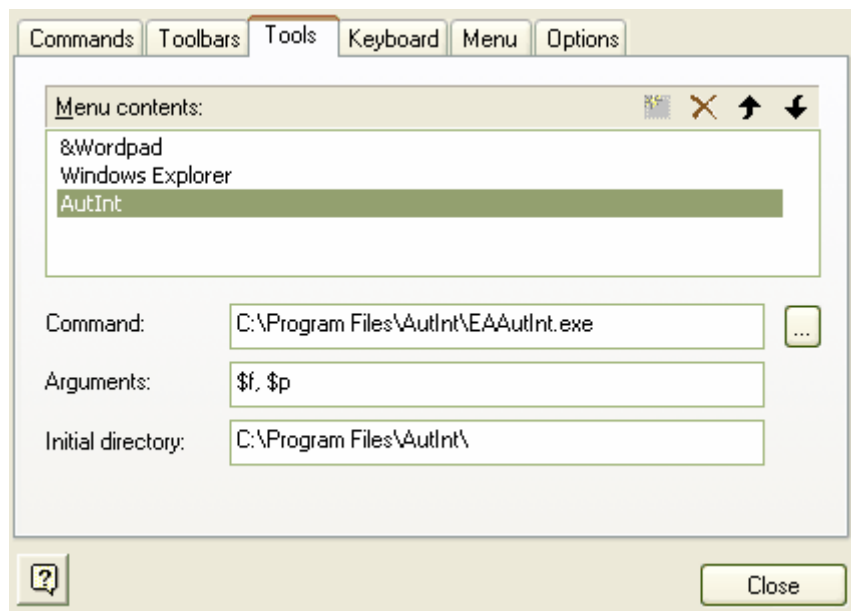 Commands Toolbars Tools Keyboard Menu Options
Menu contents:
&Wordpad
Windows Explorer
AutInt
Command: C:\Program Files\AutInt\EAAutInt.exe ...
Arguments: $f, $p
Initial directory: C:\Program Files\AutInt\
?
Close